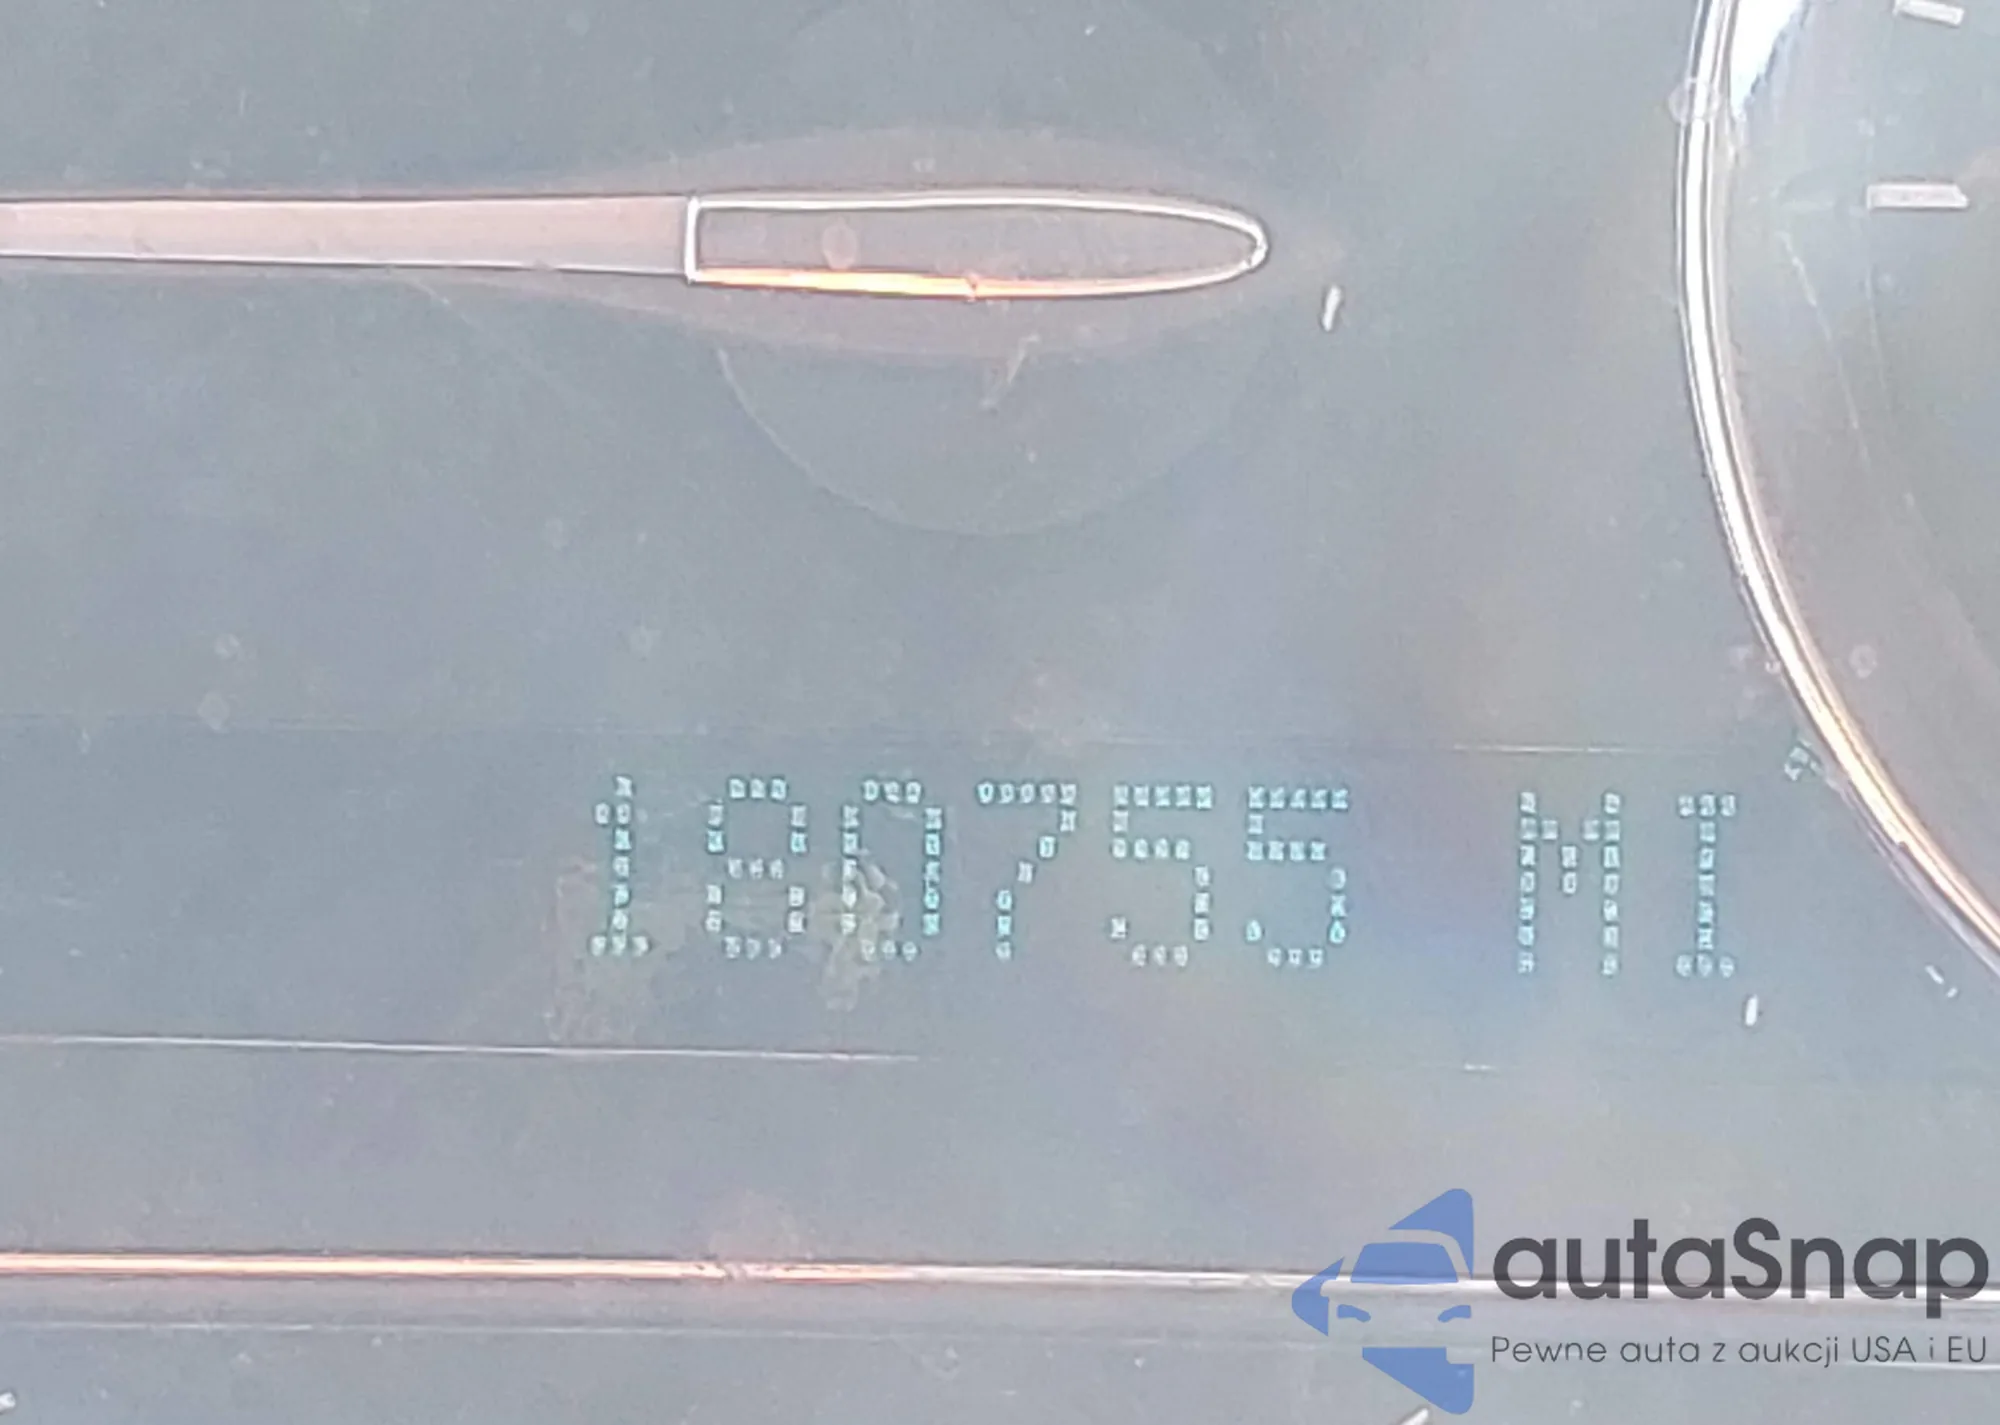 180755 MI
autaSnap
Pewne auta z aukcji USA i EU